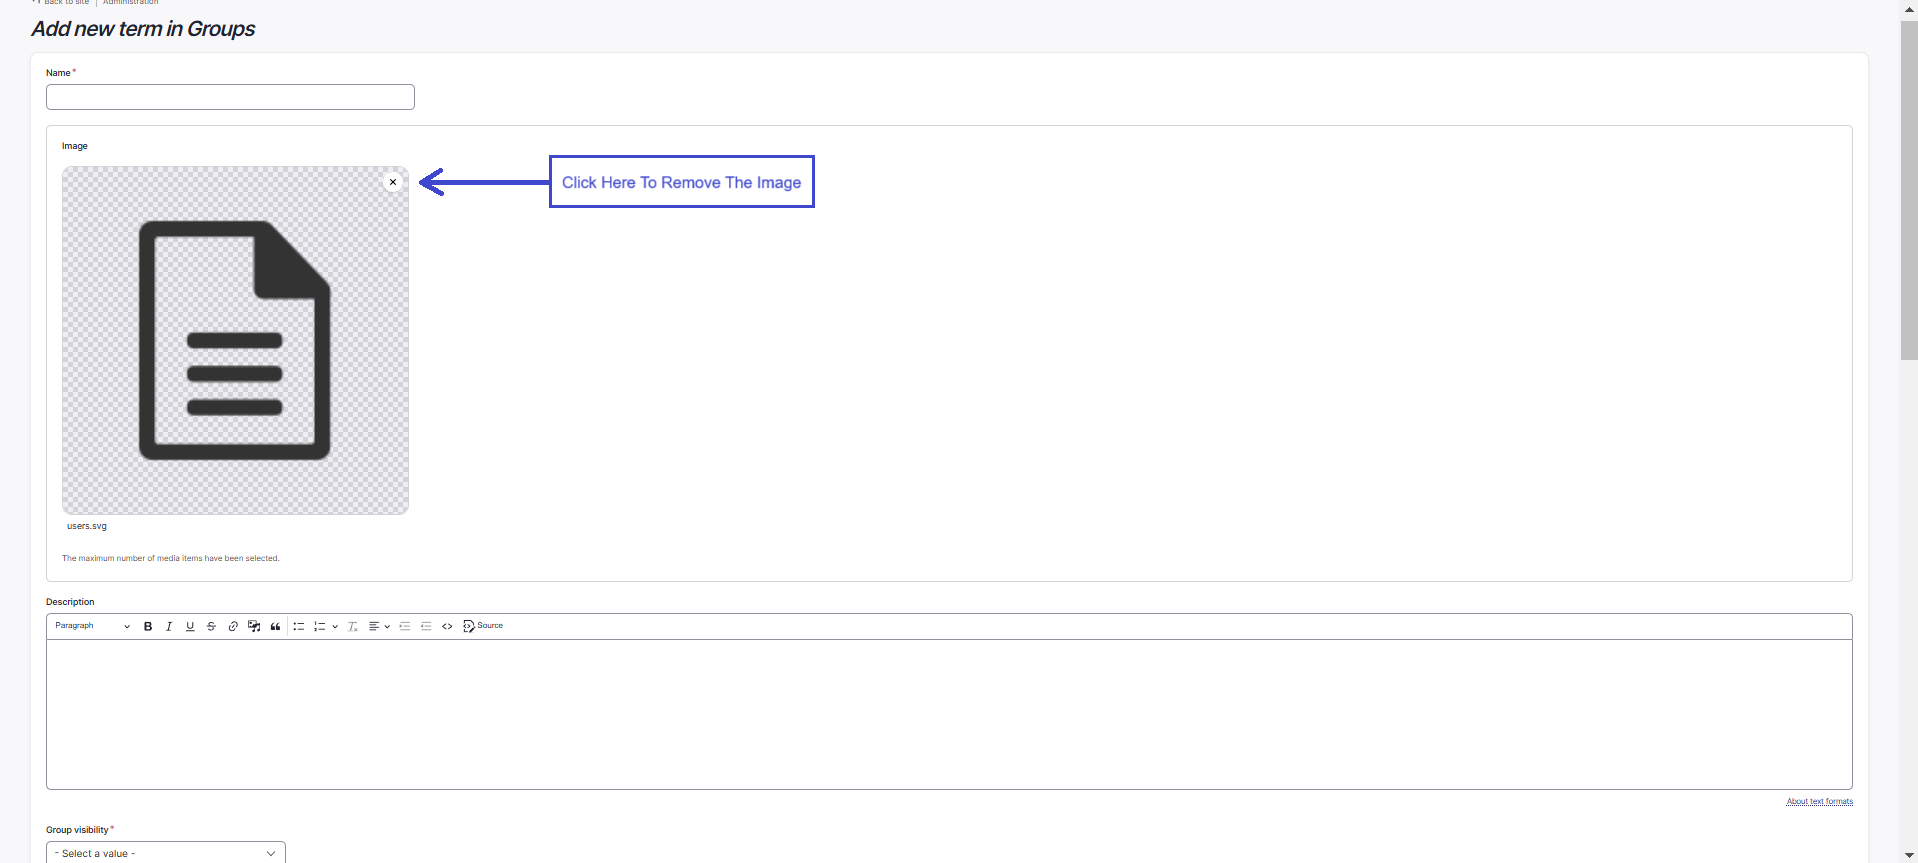 Back to site | Administration
Add new term in Groups
Name *
Image
Click Here To Remove The Image
users.svg
The maximum number of media items have been selected.
Description
Paragraph B I U S Source
About text formats
Group visibility *
- Select a value -